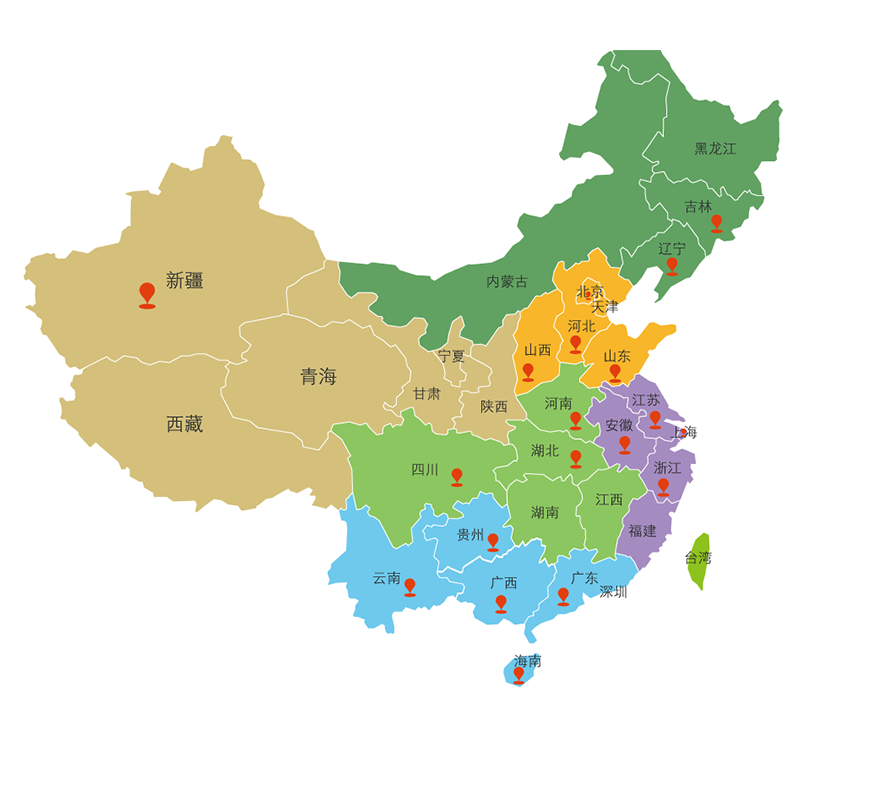 黑龙江
吉林
辽宁
内蒙古
新疆
北京
天津
河北
山西
山东
宁夏
青海
甘肃
陕西
河南
江苏
西藏
安徽
上海
湖北
四川
浙江
江西
湖南
福建
贵州
台湾
云南
广西
广东
深圳
海南